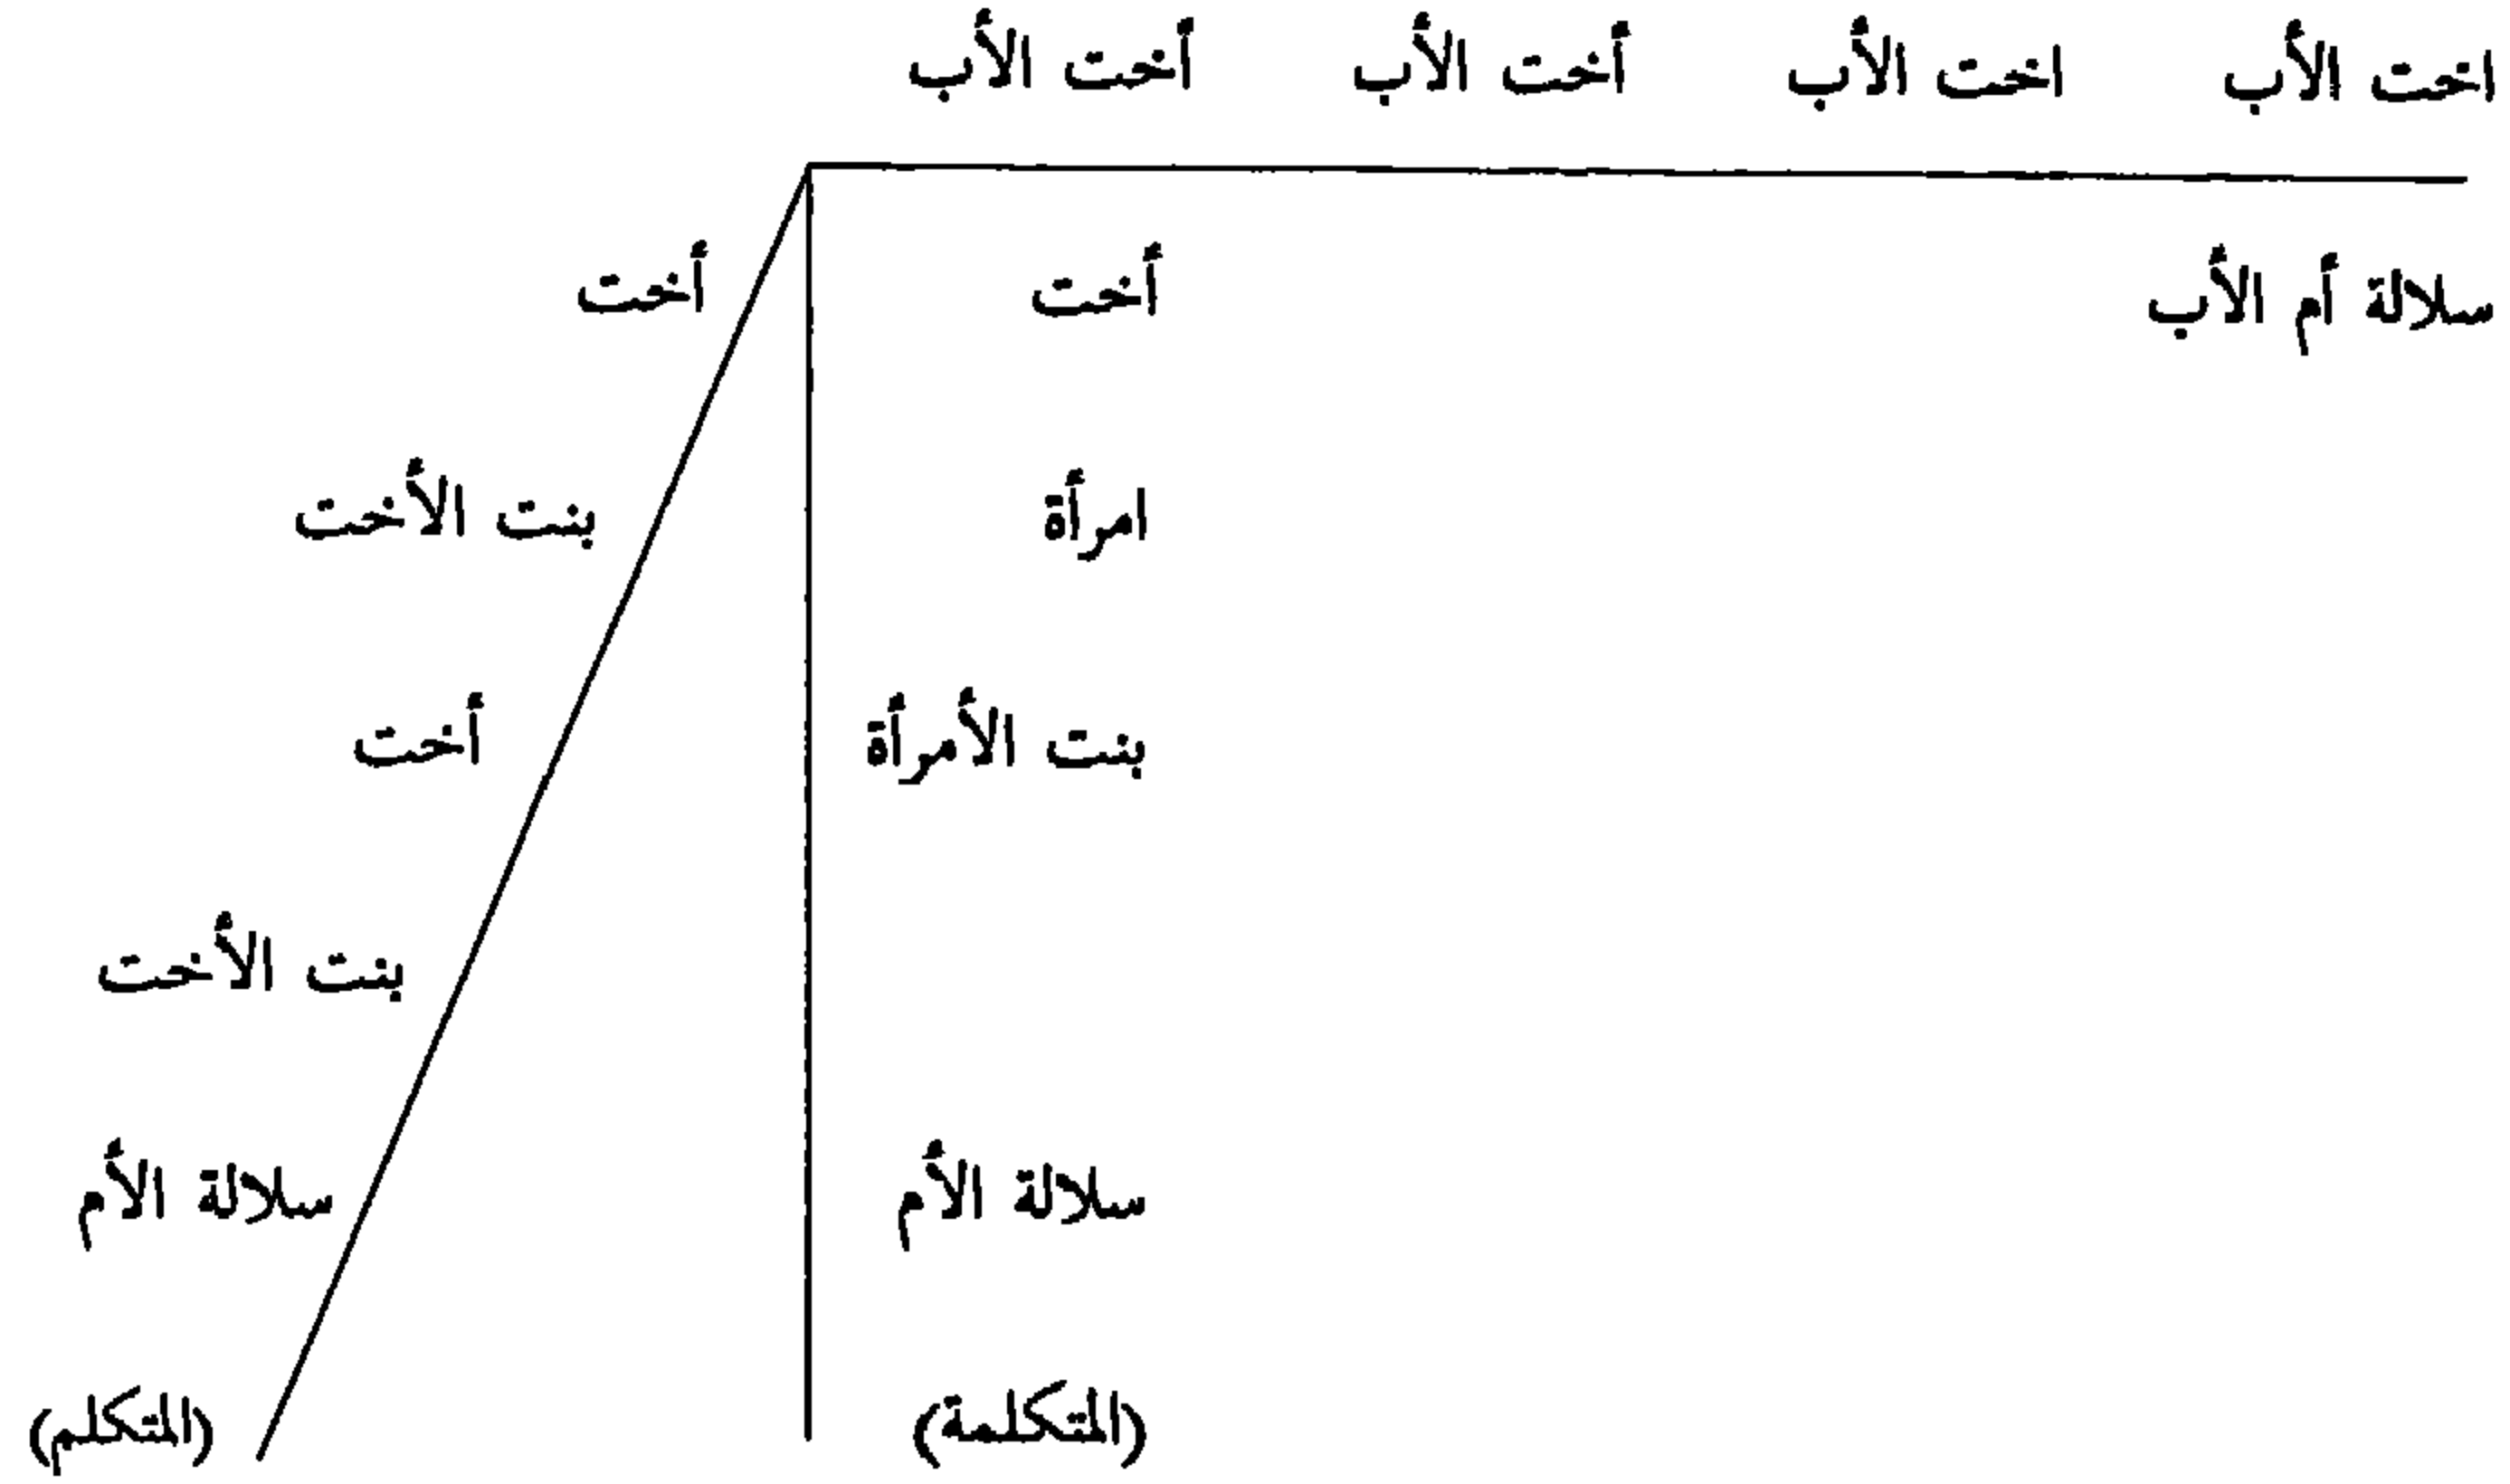 اخت الأب اخت الأب أخت الأب أخت الأب
سلالة أم الأب أخت أخت
امرأة بنت الأخت
بنت الأمرأة أخت
بنت الأخت
سلالة الأم سلالة الأم
(المتكلمة) (المتكلم)